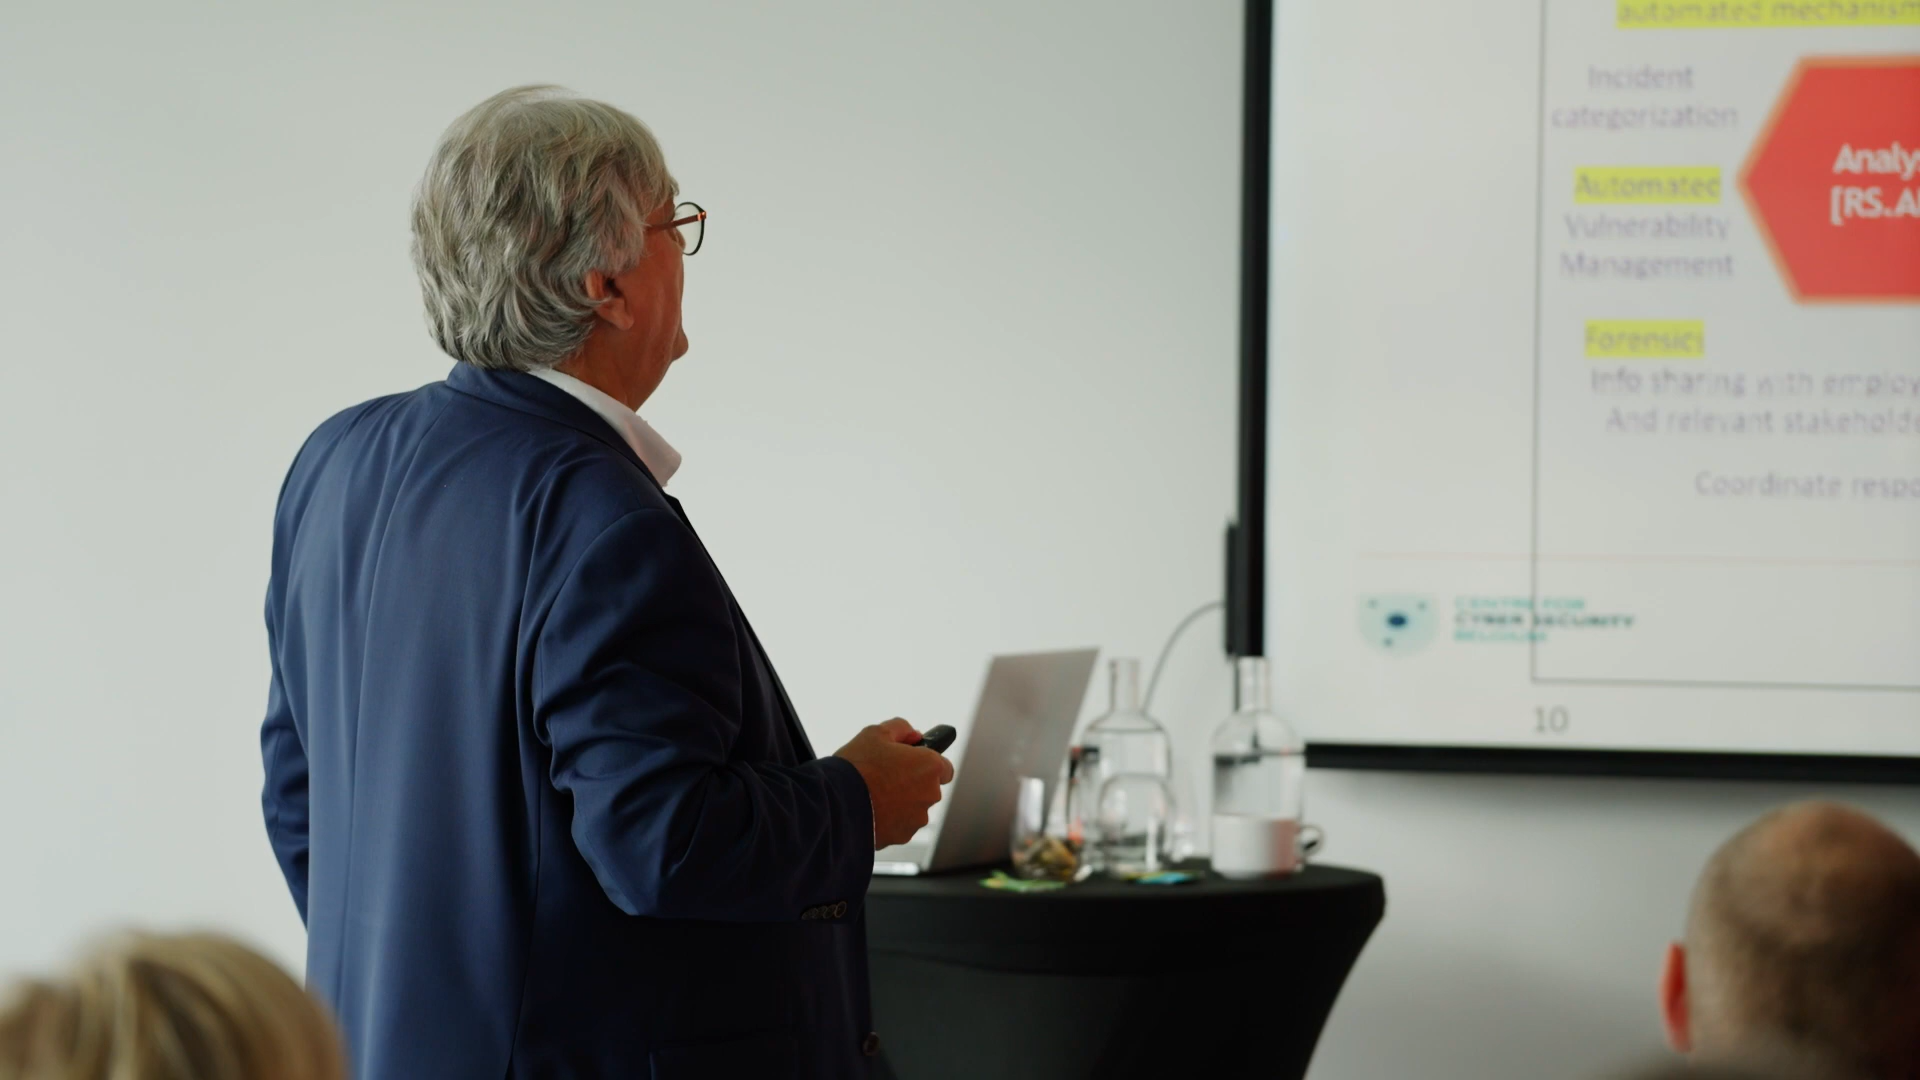 automated mechanism
Incident
categorization
Automated
Vulnerability
Management
Analy
[RS.A
Forensics
Info sharing with employ
And relevant stakeholde
Coordinate respo
CENTRE FOR
CYBER SECURITY
BELGIUM
10